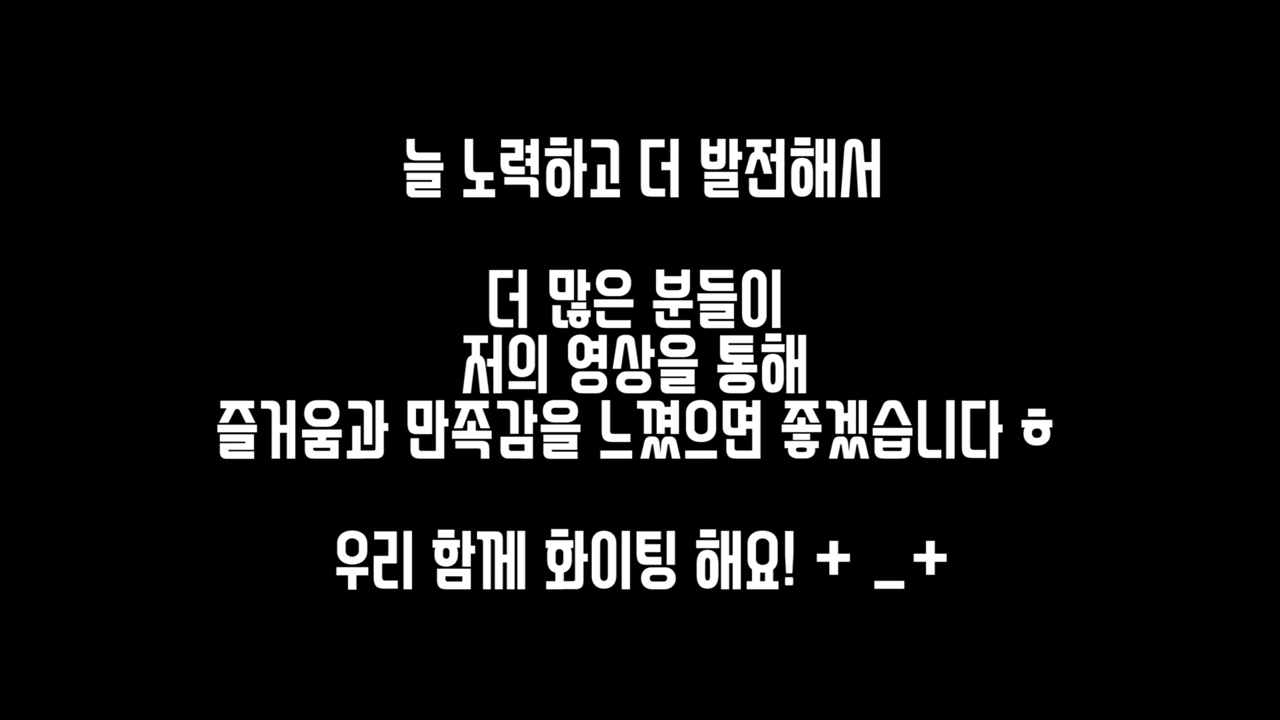 늘 노력하고 더 발전해서
더 많은 분들이
저의 영상을 통해
즐거움과 만족감을 느꼈으면 좋겠습니다 ㅎ
우리 함께 화이팅 해요! + _+